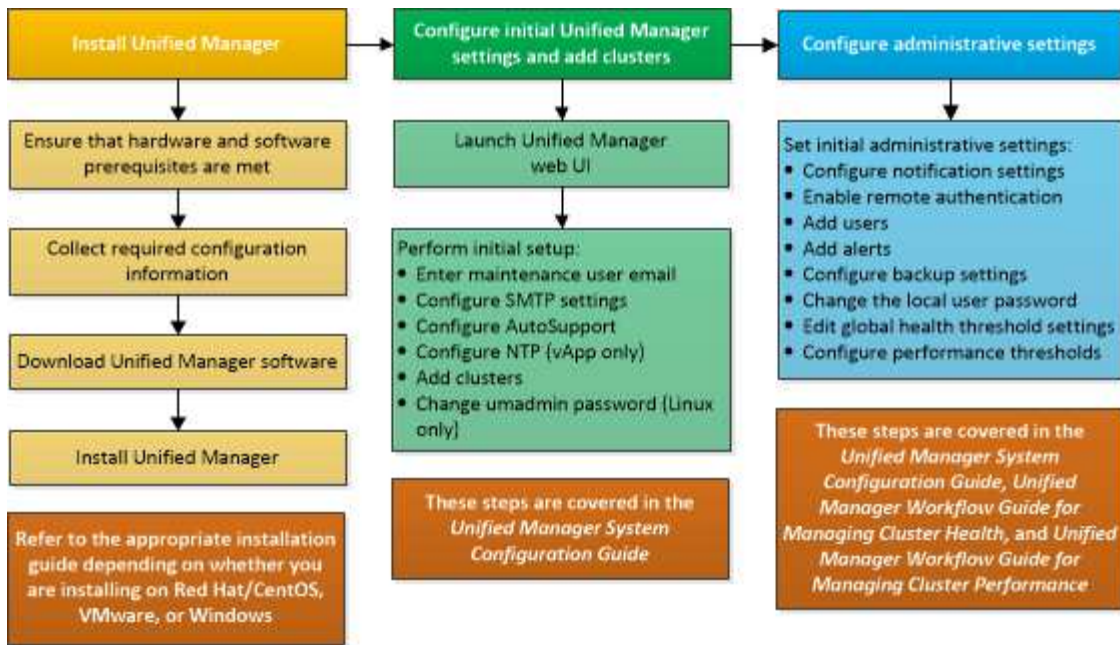 Install Unified Manager
Ensure that hardware and software
prerequisites are met
Collect required configuration
information
Download Unified Manager software
Install Unified Manager
Refer to the appropriate installation
guide depending on whether you
are installing on Red Hat/CentOS,
VMware, or Windows
Configure initial Unified Manager
settings and add clusters
Launch Unified Manager
web UI
Perform initial setup:
• Enter maintenance user email
• Configure SMTP settings
• Configure AutoSupport
• Configure NTP (vApp only)
• Add clusters
• Change umadmin password (Linux
only)
These steps are covered in the
Unified Manager System
Configuration Guide
Configure administrative settings
Set initial administrative settings:
• Configure notification settings
• Enable remote authentication
• Add users
• Add alerts
• Configure backup settings
• Change the local user password
• Edit global health threshold settings
• Configure performance thresholds
These steps are covered in the
Unified Manager System
Configuration Guide, Unified
Manager Workflow Guide for
Managing Cluster Health, and Unified
Manager Workflow Guide for
Managing Cluster Performance